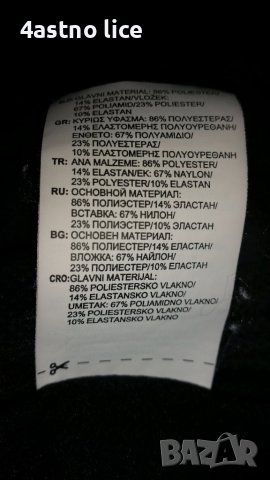 4astno lice
GLAVNI MATERIAL: 86% POLIESTER/
14% ELASTAN/VLOŽEK:
67% POLIAMID/23% POLIESTER/
10% ELASTAN
GR: ΚΥΡΙΩΣ ΥΦΑΣΜΑ: 86% ΠΟΛΥΕΣΤΕΡΑΣ/
14% ΕΛΑΣΤΟΜΕΡΗΣ ΠΟΛΥΟΥΡΕΘΑΝΗ/
ΕΝΘΕΤΟ: 67% ΠΟΛΥΑΜΙΔΙΟ/
23% ΠΟΛΥΕΣΤΕΡΑΣ/
10% ΕΛΑΣΤΟΜΕΡΗΣ ΠΟΛΥΟΥΡΕΘΑΝΗ
TR: ANA MALZEME: 86% POLYESTER/
14% ELASTAN/EK: 67% NAYLON/
23% POLYESTER/10% ELASTAN
RU: ОСНОВНОЙ МАТЕРИАЛ:
86% ПОЛИЭСТЕР/14% ЭЛАСТАН/
ВСТАВКА: 67% НИЛОН/
23% ПОЛИЭСТЕР/10% ЭЛАСТАН
BG: ОСНОВЕН МАТЕРИАЛ:
86% ПОЛИЕСТЕР/14% ЕЛАСТАН/
ВЛОЖКА: 67% НАЙЛОН/
23% ПОЛИЕСТЕР/10% ЕЛАСТАН
CRO: GLAVNI MATERIJAL:
86% POLIESTERSKO VLAKNO/
14% ELASTANSKO VLAKNO/
UMETAK: 67% POLIAMIDNO VLAKNO/
23% POLIESTERSKO VLAKNO/
10% ELASTANSKO VLAKNO
BAZAR